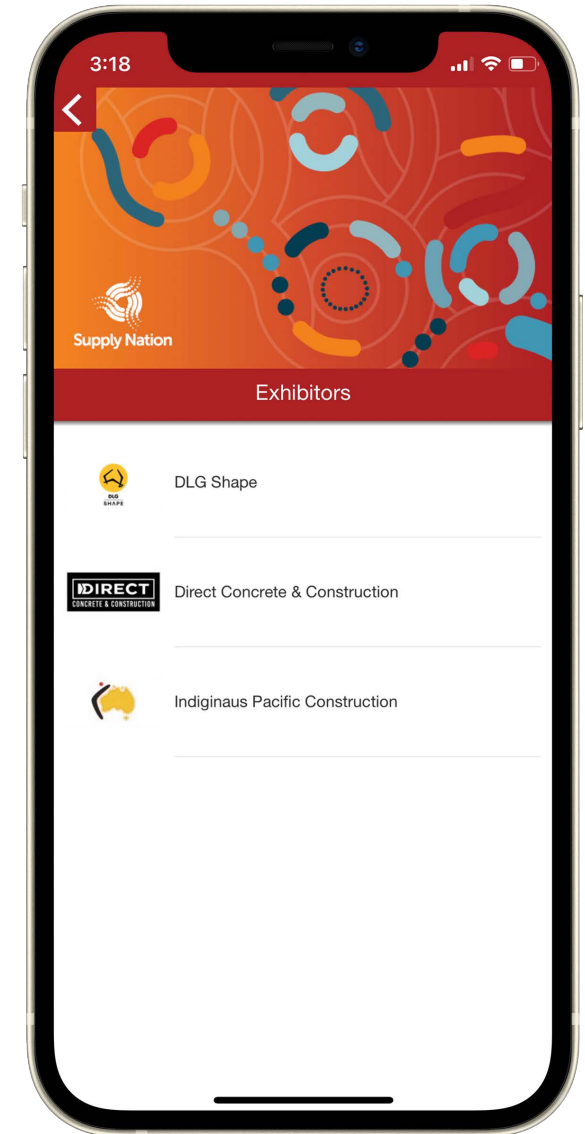 3:18
Supply Nation
Exhibitors
DLG
SHAPE
DLG Shape
DIRECT
CONCRETE & CONSTRUCTION
Direct Concrete & Construction
Indiginaus Pacific Construction